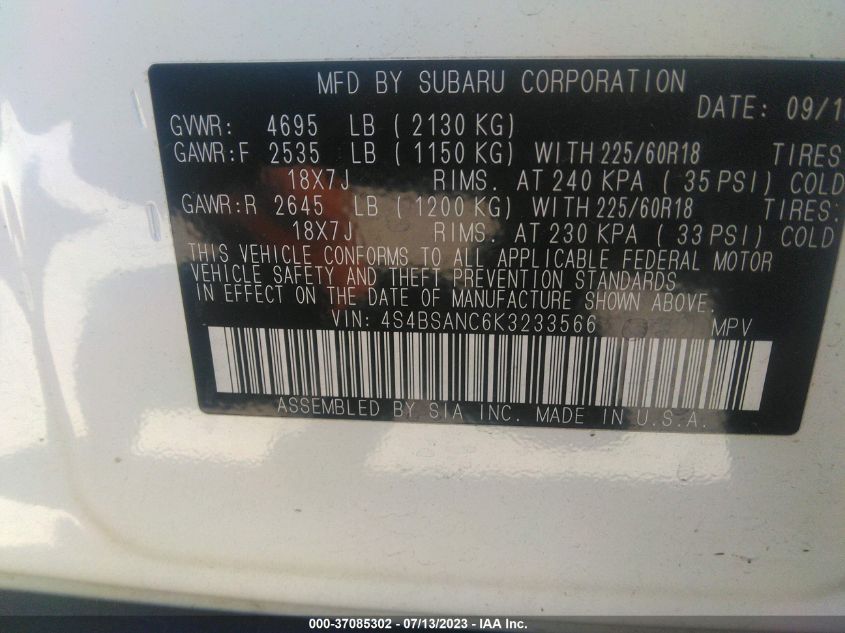 MFD BY SUBARU CORPORATION
DATE: 09/1
GVWR: 4695 LB ( 2130 KG)
GAWR:F 2535 LB ( 1150 KG) WITH 225/60R18 TIRES
18X7J RIMS. AT 240 KPA ( 35 PSI) COLD
GAWR:R 2645 LB ( 1200 KG) WITH 225/60R18 TIRES:
18X7J RIMS. AT 230 KPA ( 33 PSI) COLD
THIS VEHICLE CONFORMS TO ALL APPLICABLE FEDERAL MOTOR
VEHICLE SAFETY AND THEFT PREVENTION STANDARDS
IN EFFECT ON THE DATE OF MANUFACTURE SHOWN ABOVE.
VIN: 4S4BSANC6K3233566 MPV
ASSEMBLED BY SIA INC. MADE IN U.S.A.
000-37085302 - 07/13/2023 - IAA Inc.